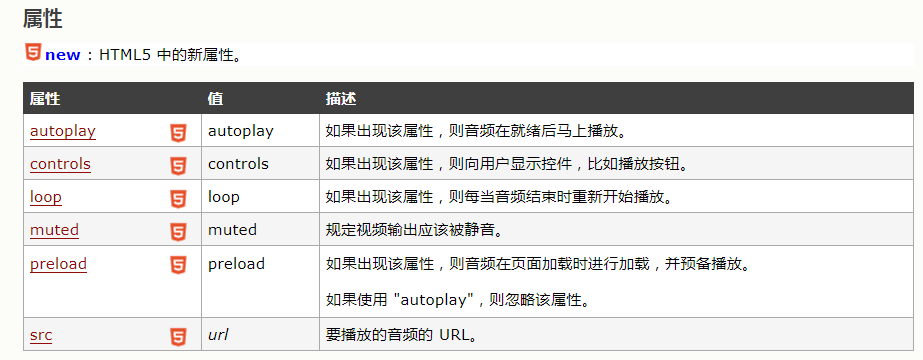 属性
new : HTML5 中的新属性。
属性 值 描述
autoplay autoplay 如果出现该属性，则音频在就绪后马上播放。
controls controls 如果出现该属性，则向用户显示控件，比如播放按钮。
loop loop 如果出现该属性，则每当音频结束时重新开始播放。
muted muted 规定视频输出应该被静音。
preload preload 如果出现该属性，则音频在页面加载时进行加载，并预备播放。
如果使用 "autoplay"，则忽略该属性。
src url 要播放的音频的 URL。